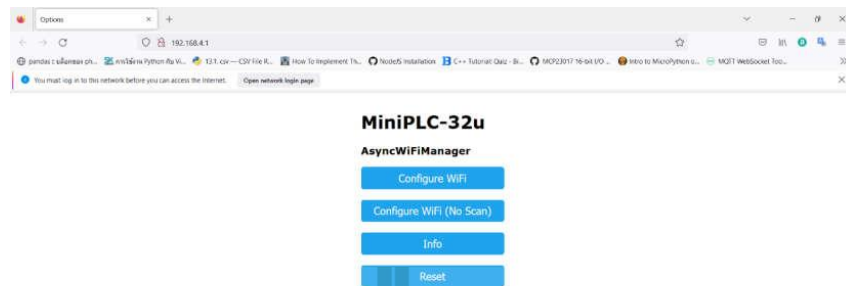 Options
192.168.4.1
13.1. csv — CSV File R... How To Implement Th... NodeJS Installation C++ Tutorial: Quiz - Bi... MCP23017 16-bit I/O ... Intro to MicroPython o... MQTT WebSocket Too...
You must log in to this network before you can access the Internet. Open network login page
MiniPLC-32u
AsyncWiFiManager
Configure WiFi
Configure WiFi (No Scan)
Info
Reset